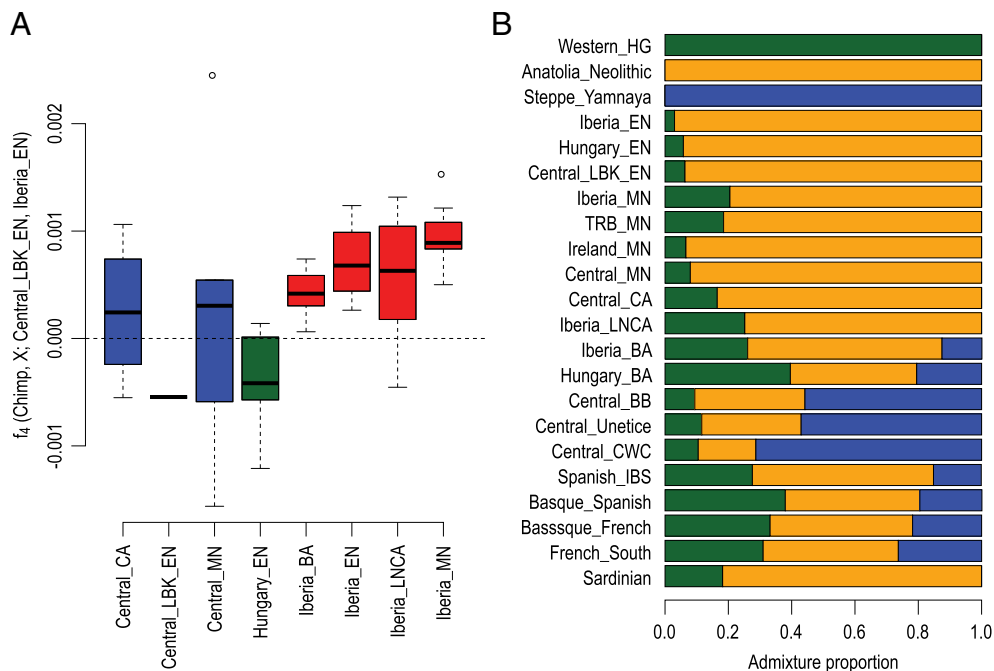 A
f4 (Chimp, X; Central_LBK_EN, Iberia_EN)
0.002
0.001
0.000
-0.001
Central_CA
Central_LBK_EN
Central_MN
Hungary_EN
Iberia_BA
Iberia_EN
Iberia_LNCA
Iberia_MN
B
Western_HG
Anatolia_Neolithic
Steppe_Yamnaya
Iberia_EN
Hungary_EN
Central_LBK_EN
Iberia_MN
TRB_MN
Ireland_MN
Central_MN
Central_CA
Iberia_LNCA
Iberia_BA
Hungary_BA
Central_BB
Central_Unetice
Central_CWC
Spanish_IBS
Basque_Spanish
Basssque_French
French_South
Sardinian
0.0 0.2 0.4 0.6 0.8 1.0
Admixture proportion